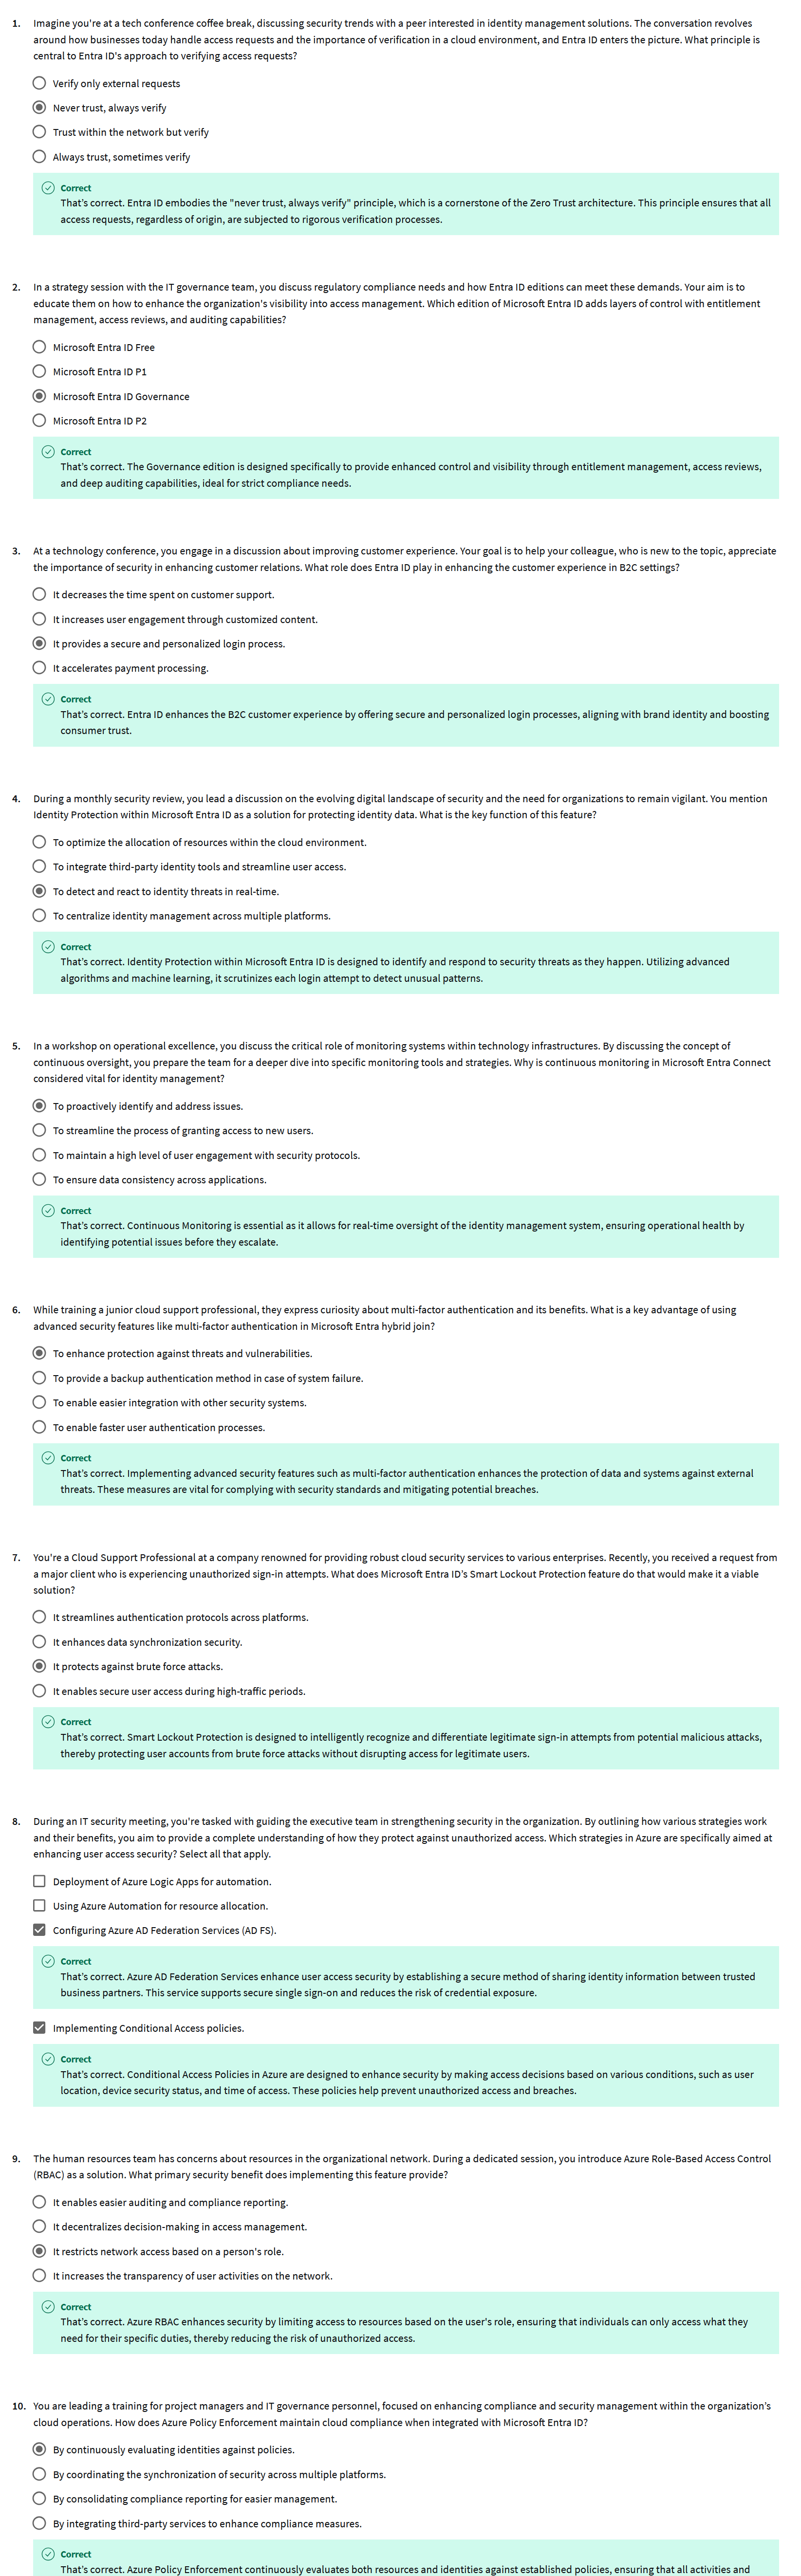 1. Imagine you're at a tech conference coffee break, discussing security trends with a peer interested in identity management solutions. The conversation revolves
around how businesses today handle access requests and the importance of verification in a cloud environment, and Entra ID enters the picture. What principle is
central to Entra ID's approach to verifying access requests?
Verify only external requests
Never trust, always verify
Trust within the network but verify
Always trust, sometimes verify
Correct
That's correct. Entra ID embodies the "never trust, always verify" principle, which is a cornerstone of the Zero Trust architecture. This principle ensures that all
access requests, regardless of origin, are subjected to rigorous verification processes.
2. In a strategy session with the IT governance team, you discuss regulatory compliance needs and how Entra ID editions can meet these demands. Your aim is to
educate them on how to enhance the organization's visibility into access management. Which edition of Microsoft Entra ID adds layers of control with entitlement
management, access reviews, and auditing capabilities?
Microsoft Entra ID Free
Microsoft Entra ID P1
Microsoft Entra ID Governance
Microsoft Entra ID P2
Correct
That's correct. The Governance edition is designed specifically to provide enhanced control and visibility through entitlement management, access reviews,
and deep auditing capabilities, ideal for strict compliance needs.
3. At a technology conference, you engage in a discussion about improving customer experience. Your goal is to help your colleague, who is new to the topic, appreciate
the importance of security in enhancing customer relations. What role does Entra ID play in enhancing the customer experience in B2C settings?
It decreases the time spent on customer support.
It increases user engagement through customized content.
It provides a secure and personalized login process.
It accelerates payment processing.
Correct
That's correct. Entra ID enhances the B2C customer experience by offering secure and personalized login processes, aligning with brand identity and boosting
consumer trust.
4. During a monthly security review, you lead a discussion on the evolving digital landscape of security and the need for organizations to remain vigilant. You mention
Identity Protection within Microsoft Entra ID as a solution for protecting identity data. What is the key function of this feature?
To optimize the allocation of resources within the cloud environment.
To integrate third-party identity tools and streamline user access.
To detect and react to identity threats in real-time.
To centralize identity management across multiple platforms.
Correct
That's correct. Identity Protection within Microsoft Entra ID is designed to identify and respond to security threats as they happen. Utilizing advanced
algorithms and machine learning, it scrutinizes each login attempt to detect unusual patterns.
5. In a workshop on operational excellence, you discuss the critical role of monitoring systems within technology infrastructures. By discussing the concept of
continuous oversight, you prepare the team for a deeper dive into specific monitoring tools and strategies. Why is continuous monitoring in Microsoft Entra Connect
considered vital for identity management?
To proactively identify and address issues.
To streamline the process of granting access to new users.
To maintain a high level of user engagement with security protocols.
To ensure data consistency across applications.
Correct
That's correct. Continuous Monitoring is essential as it allows for real-time oversight of the identity management system, ensuring operational health by
identifying potential issues before they escalate.
6. While training a junior cloud support professional, they express curiosity about multi-factor authentication and its benefits. What is a key advantage of using
advanced security features like multi-factor authentication in Microsoft Entra hybrid join?
To enhance protection against threats and vulnerabilities.
To provide a backup authentication method in case of system failure.
To enable easier integration with other security systems.
To enable faster user authentication processes.
Correct
That's correct. Implementing advanced security features such as multi-factor authentication enhances the protection of data and systems against external
threats. These measures are vital for complying with security standards and mitigating potential breaches.
7. You're a Cloud Support Professional at a company renowned for providing robust cloud security services to various enterprises. Recently, you received a request from
a major client who is experiencing unauthorized sign-in attempts. What does Microsoft Entra ID's Smart Lockout Protection feature do that would make it a viable
solution?
It streamlines authentication protocols across platforms.
It enhances data synchronization security.
It protects against brute force attacks.
It enables secure user access during high-traffic periods.
Correct
That's correct. Smart Lockout Protection is designed to intelligently recognize and differentiate legitimate sign-in attempts from potential malicious attacks,
thereby protecting user accounts from brute force attacks without disrupting access for legitimate users.
8. During an IT security meeting, you're tasked with guiding the executive team in strengthening security in the organization. By outlining how various strategies work
and their benefits, you aim to provide a complete understanding of how they protect against unauthorized access. Which strategies in Azure are specifically aimed at
enhancing user access security? Select all that apply.
Deployment of Azure Logic Apps for automation.
Using Azure Automation for resource allocation.
Configuring Azure AD Federation Services (AD FS).
Correct
That's correct. Azure AD Federation Services enhance user access security by establishing a secure method of sharing identity information between trusted
business partners. This service supports secure single sign-on and reduces the risk of credential exposure.
Implementing Conditional Access policies.
Correct
That's correct. Conditional Access Policies in Azure are designed to enhance security by making access decisions based on various conditions, such as user
location, device security status, and time of access. These policies help prevent unauthorized access and breaches.
9. The human resources team has concerns about resources in the organizational network. During a dedicated session, you introduce Azure Role-Based Access Control
(RBAC) as a solution. What primary security benefit does implementing this feature provide?
It enables easier auditing and compliance reporting.
It decentralizes decision-making in access management.
It restricts network access based on a person's role.
It increases the transparency of user activities on the network.
Correct
That's correct. Azure RBAC enhances security by limiting access to resources based on the user's role, ensuring that individuals can only access what they
need for their specific duties, thereby reducing the risk of unauthorized access.
10. You are leading a training for project managers and IT governance personnel, focused on enhancing compliance and security management within the organization's
cloud operations. How does Azure Policy Enforcement maintain cloud compliance when integrated with Microsoft Entra ID?
By continuously evaluating identities against policies.
By coordinating the synchronization of security across multiple platforms.
By consolidating compliance reporting for easier management.
By integrating third-party services to enhance compliance measures.
Correct
That's correct. Azure Policy Enforcement continuously evaluates both resources and identities against established policies, ensuring that all activities and